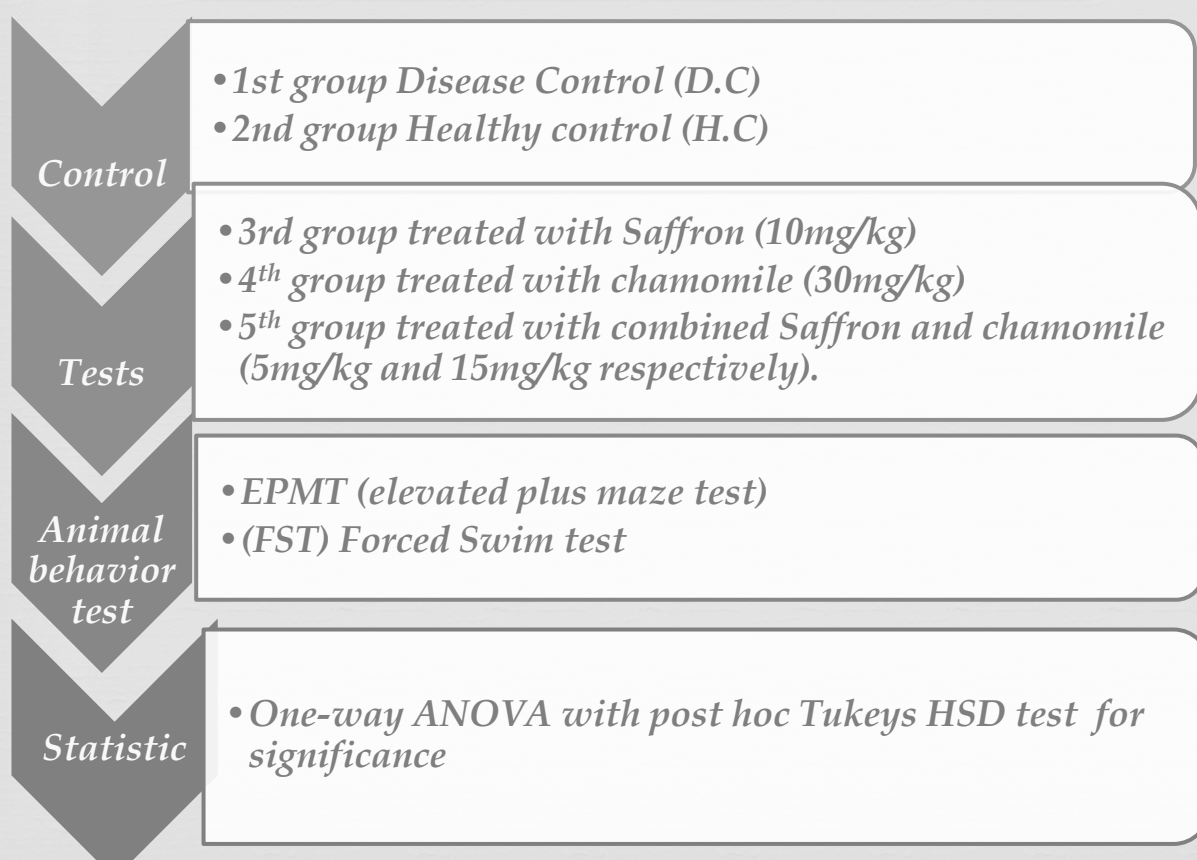 Control
•1st group Disease Control (D.C)
•2nd group Healthy control (H.C)
Tests
•3rd group treated with Saffron (10mg/kg)
•4th group treated with chamomile (30mg/kg)
•5th group treated with combined Saffron and chamomile
(5mg/kg and 15mg/kg respectively).
Animal
behavior
test
•EPMT (elevated plus maze test)
•(FST) Forced Swim test
Statistic
•One-way ANOVA with post hoc Tukeys HSD test for
significance